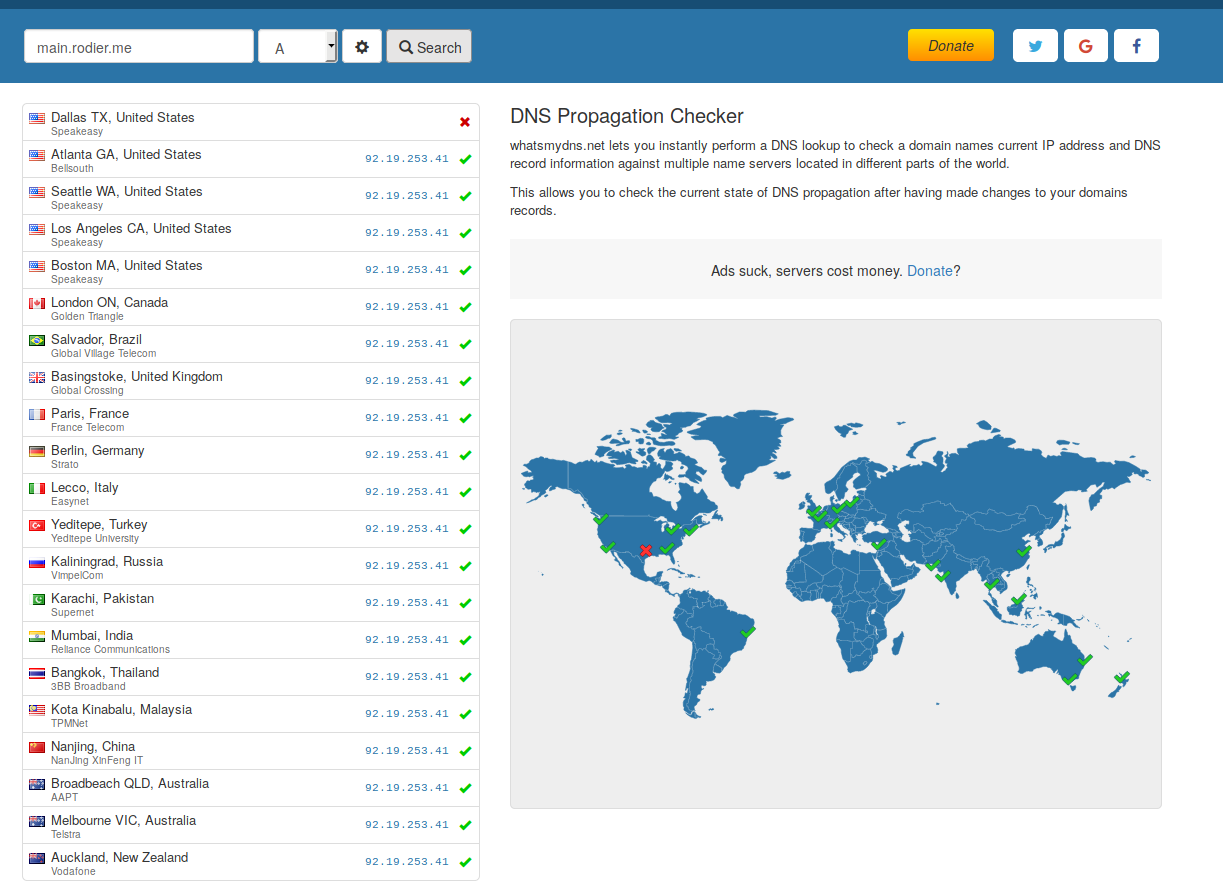 main.rodier.me
A
Search
Donate
Dallas TX, United States
Speakeasy
Atlanta GA, United States
Bellsouth
92.19.253.41
Seattle WA, United States
Speakeasy
92.19.253.41
Los Angeles CA, United States
Speakeasy
92.19.253.41
Boston MA, United States
Speakeasy
92.19.253.41
London ON, Canada
Golden Triangle
92.19.253.41
Salvador, Brazil
Global Village Telecom
92.19.253.41
Basingstoke, United Kingdom
Global Crossing
92.19.253.41
Paris, France
France Telecom
92.19.253.41
Berlin, Germany
Strato
92.19.253.41
Lecco, Italy
Easynet
92.19.253.41
Yeditepe, Turkey
Yeditepe University
92.19.253.41
Kaliningrad, Russia
VimpelCom
92.19.253.41
Karachi, Pakistan
Supernet
92.19.253.41
Mumbai, India
Reliance Communications
92.19.253.41
Bangkok, Thailand
3BB Broadband
92.19.253.41
Kota Kinabalu, Malaysia
TPMNet
92.19.253.41
Nanjing, China
NanJing XinFeng IT
92.19.253.41
Broadbeach QLD, Australia
AAPT
92.19.253.41
Melbourne VIC, Australia
Telstra
92.19.253.41
Auckland, New Zealand
Vodafone
92.19.253.41
DNS Propagation Checker
whatsmydns.net lets you instantly perform a DNS lookup to check a domain names current IP address and DNS
record information against multiple name servers located in different parts of the world.
This allows you to check the current state of DNS propagation after having made changes to your domains
records.
Ads suck, servers cost money. Donate?